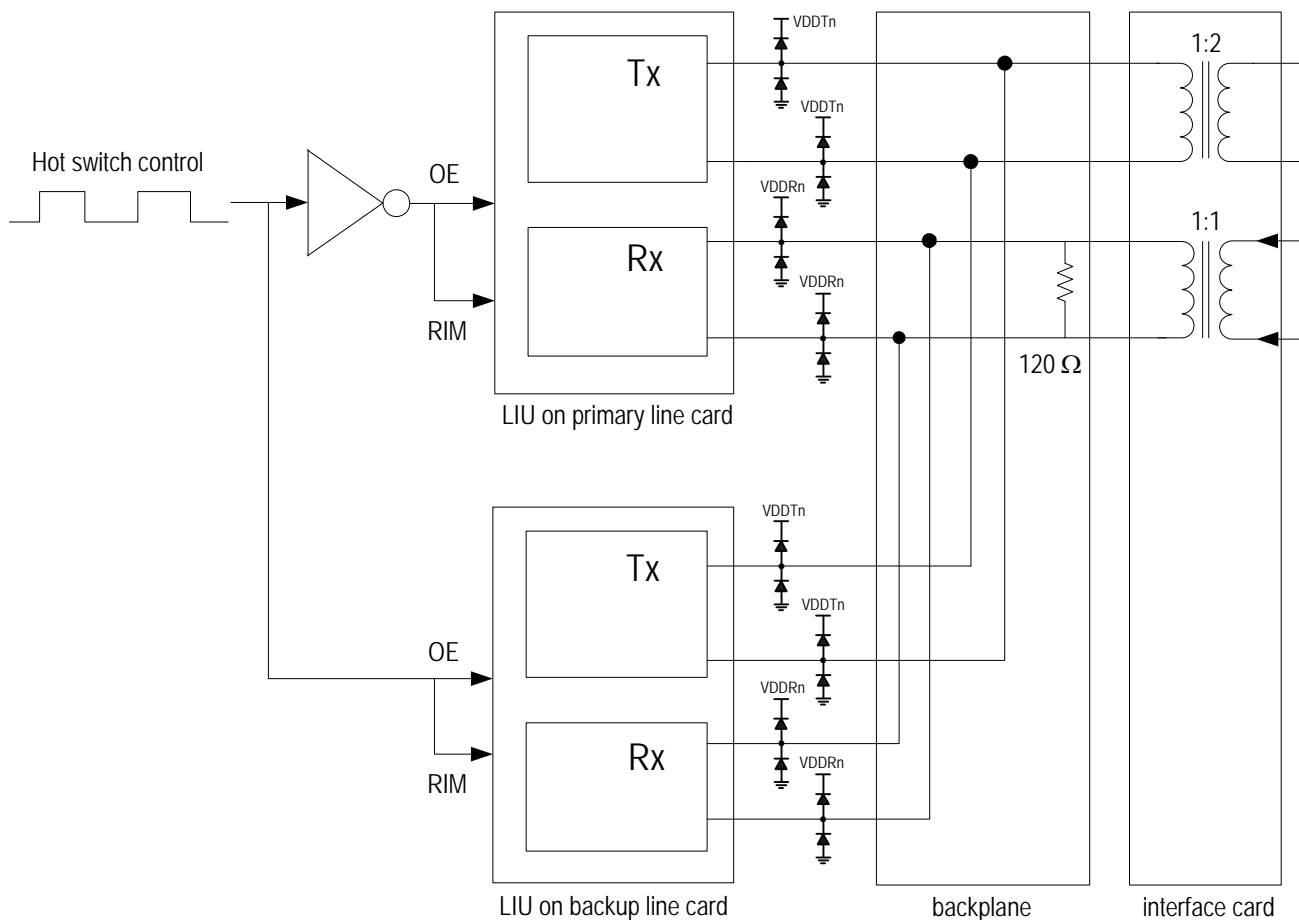 VDDTn
Tx
1:2
VDDTn
Hot switch control
OE
VDDRn
1:1
Rx
VDDRn
RIM
120 Ω
LIU on primary line card
VDDTn
Tx
VDDTn
OE
VDDRn
Rx
VDDRn
RIM
LIU on backup line card
backplane
interface card